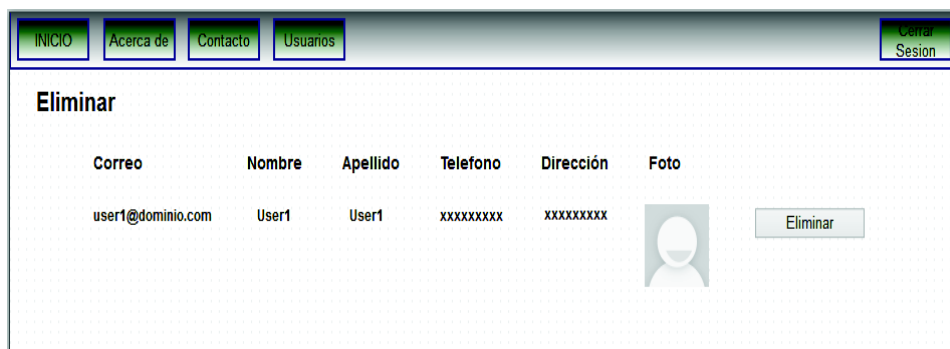 INICIO Acerca de Contacto Usuarios Cerrar
Sesion
Eliminar
Correo Nombre Apellido Telefono Dirección Foto
user1@dominio.com User1 User1 xxxxxxxxx xxxxxxxxx Eliminar